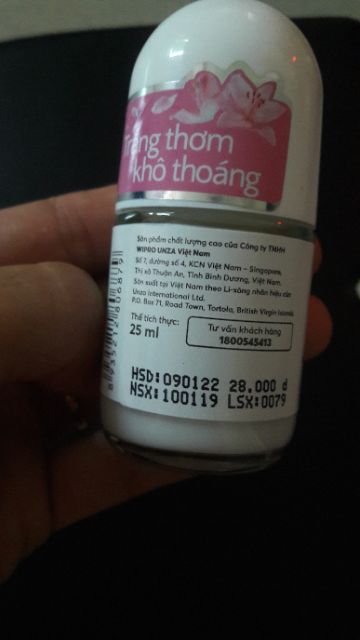 Trắng thơm
khô thoáng
Sản phẩm chất lượng cao của Công ty TNHH
WIPRO UNZA Việt Nam
Số 7, đường số 4, KCN Việt Nam – Singapore,
Thị xã Thuận An, Tỉnh Bình Dương, Việt Nam.
Sản xuất tại Việt Nam theo Li-xăng nhãn hiệu của
Unza International Ltd.
P.O. Box 71, Road Town, Tortola, British Virgin Islands.
Thể tích thực:
25 ml
Tư vấn khách hàng
1800545413
HSD:090122 28.000 đ
NSX:100119 LSX:0079
8935212806879